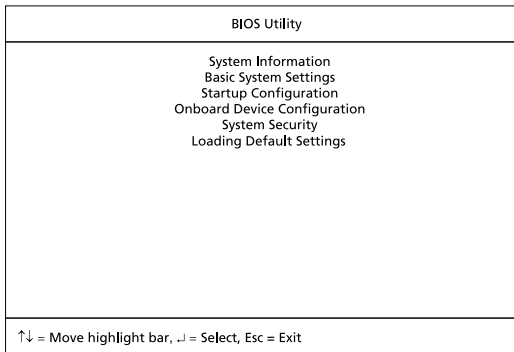 BIOS Utility
System Information
Basic System Settings
Startup Configuration
Onboard Device Configuration
System Security
Loading Default Settings
↑↓ = Move highlight bar, ↵ = Select, Esc = Exit